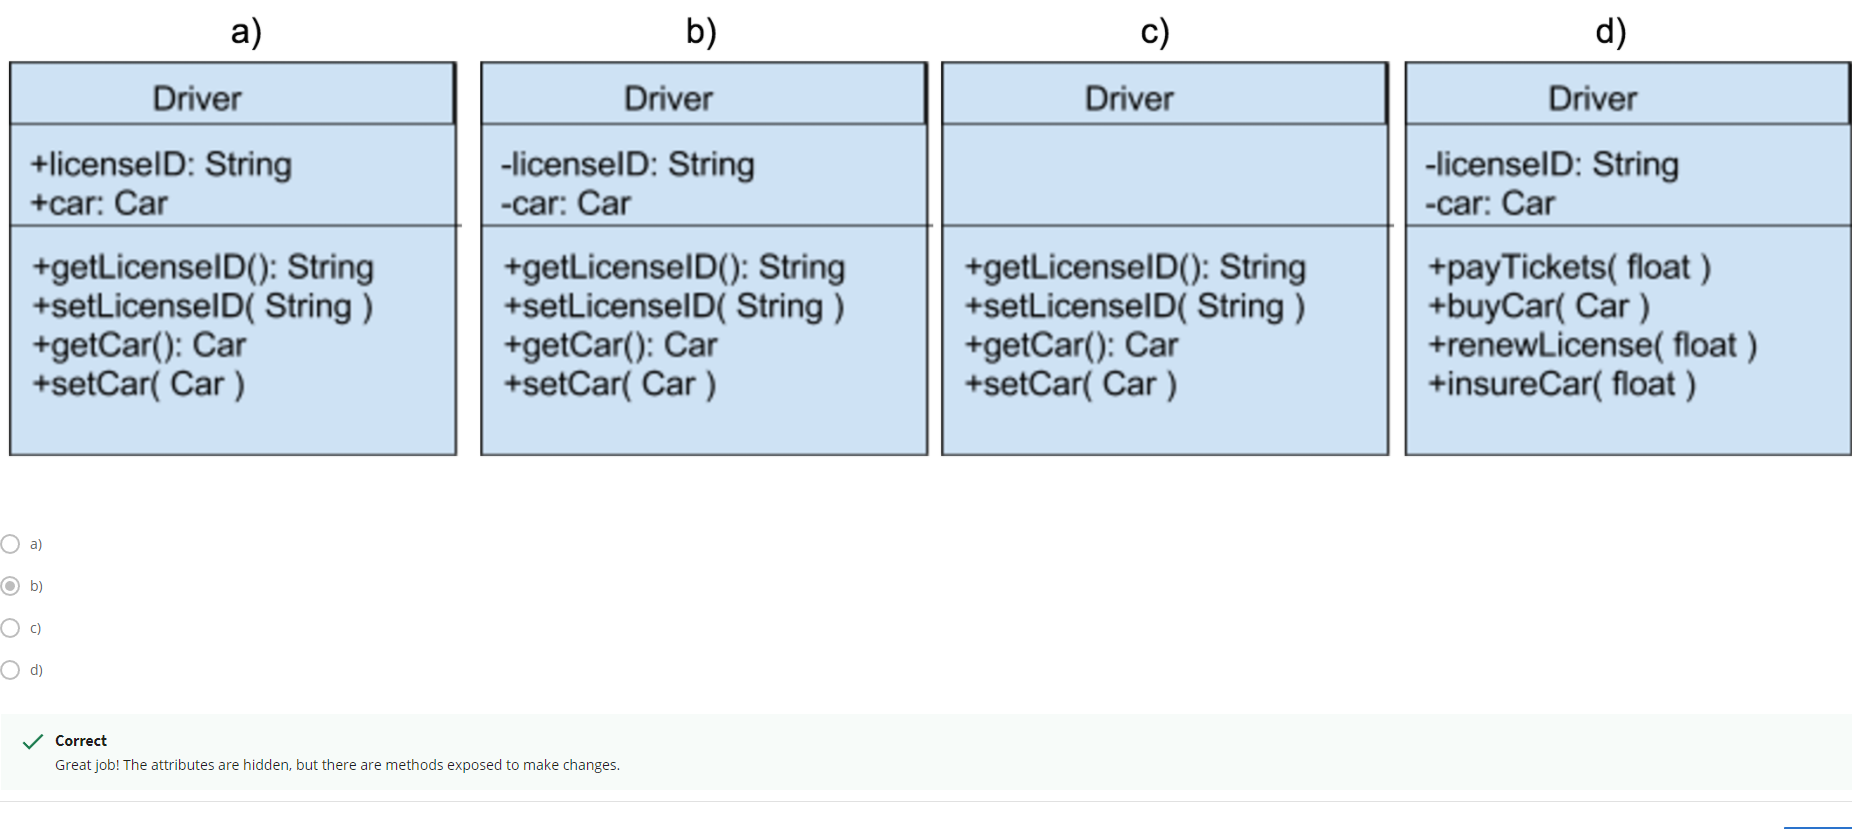 a)
b)
c)
d)
Driver
+licenseID: String
+car: Car
+getLicenseID(): String
+setLicenseID( String )
+getCar(): Car
+setCar( Car )
Driver
-licenseID: String
-car: Car
+getLicenseID(): String
+setLicenseID( String )
+getCar(): Car
+setCar( Car )
Driver
+getLicenseID(): String
+setLicenseID( String )
+getCar(): Car
+setCar( Car )
Driver
-licenseID: String
-car: Car
+payTickets( float )
+buyCar( Car )
+renewLicense( float )
+insureCar( float )
a)
b)
c)
d)
Correct
Great job! The attributes are hidden, but there are methods exposed to make changes.